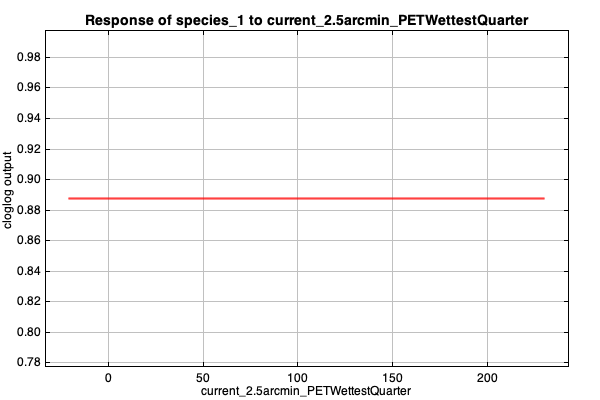 Response of species_1 to current_2.5arcmin_PETWettestQuarter
0.98
0.96
0.94
0.92
0.90
0.88
0.86
0.84
0.82
0.80
0.78
cloglog output
0 50 100 150 200
current_2.5arcmin_PETWettestQuarter